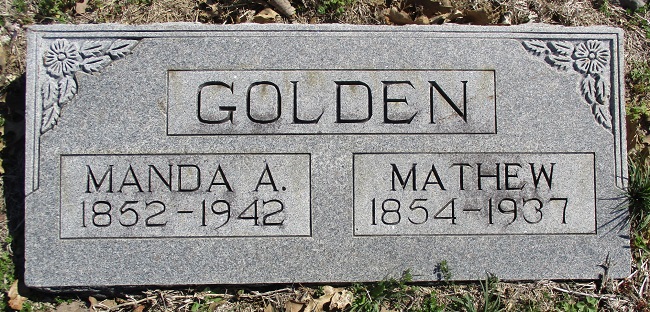 GOLDEN
MANDA A.
1852-1942
MATHEW
1854-1937